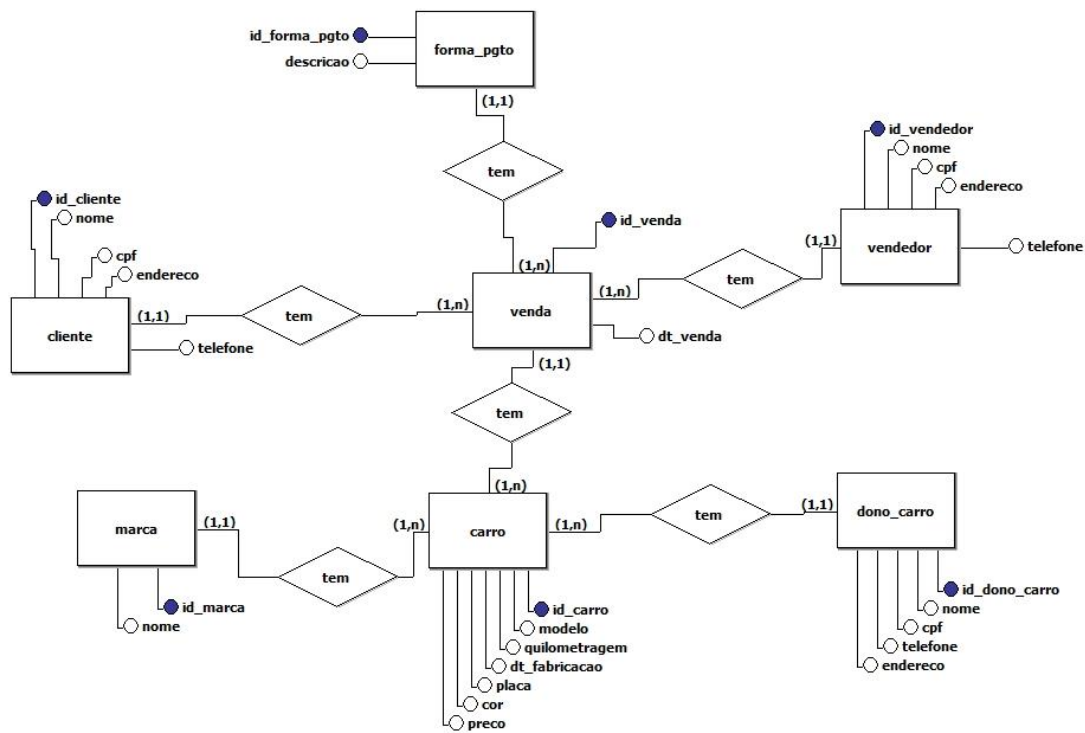 id_forma_pgto
descricao
forma_pgto
(1,1)
tem
id_vendedor
nome
cpf
endereco
vendedor
telefone
(1,1)
id_cliente
nome
cpf
endereco
cliente
telefone
(1,1)
tem
(1,n)
(1,n)
id_venda
venda
(1,n)
tem
dt_venda
(1,1)
tem
(1,n)
marca
(1,1)
id_marca
nome
tem
(1,n)
carro
(1,n)
tem
(1,1)
dono_carro
id_carro
modelo
quilometragem
dt_fabricacao
placa
cor
preco
id_dono_carro
nome
cpf
telefone
endereco